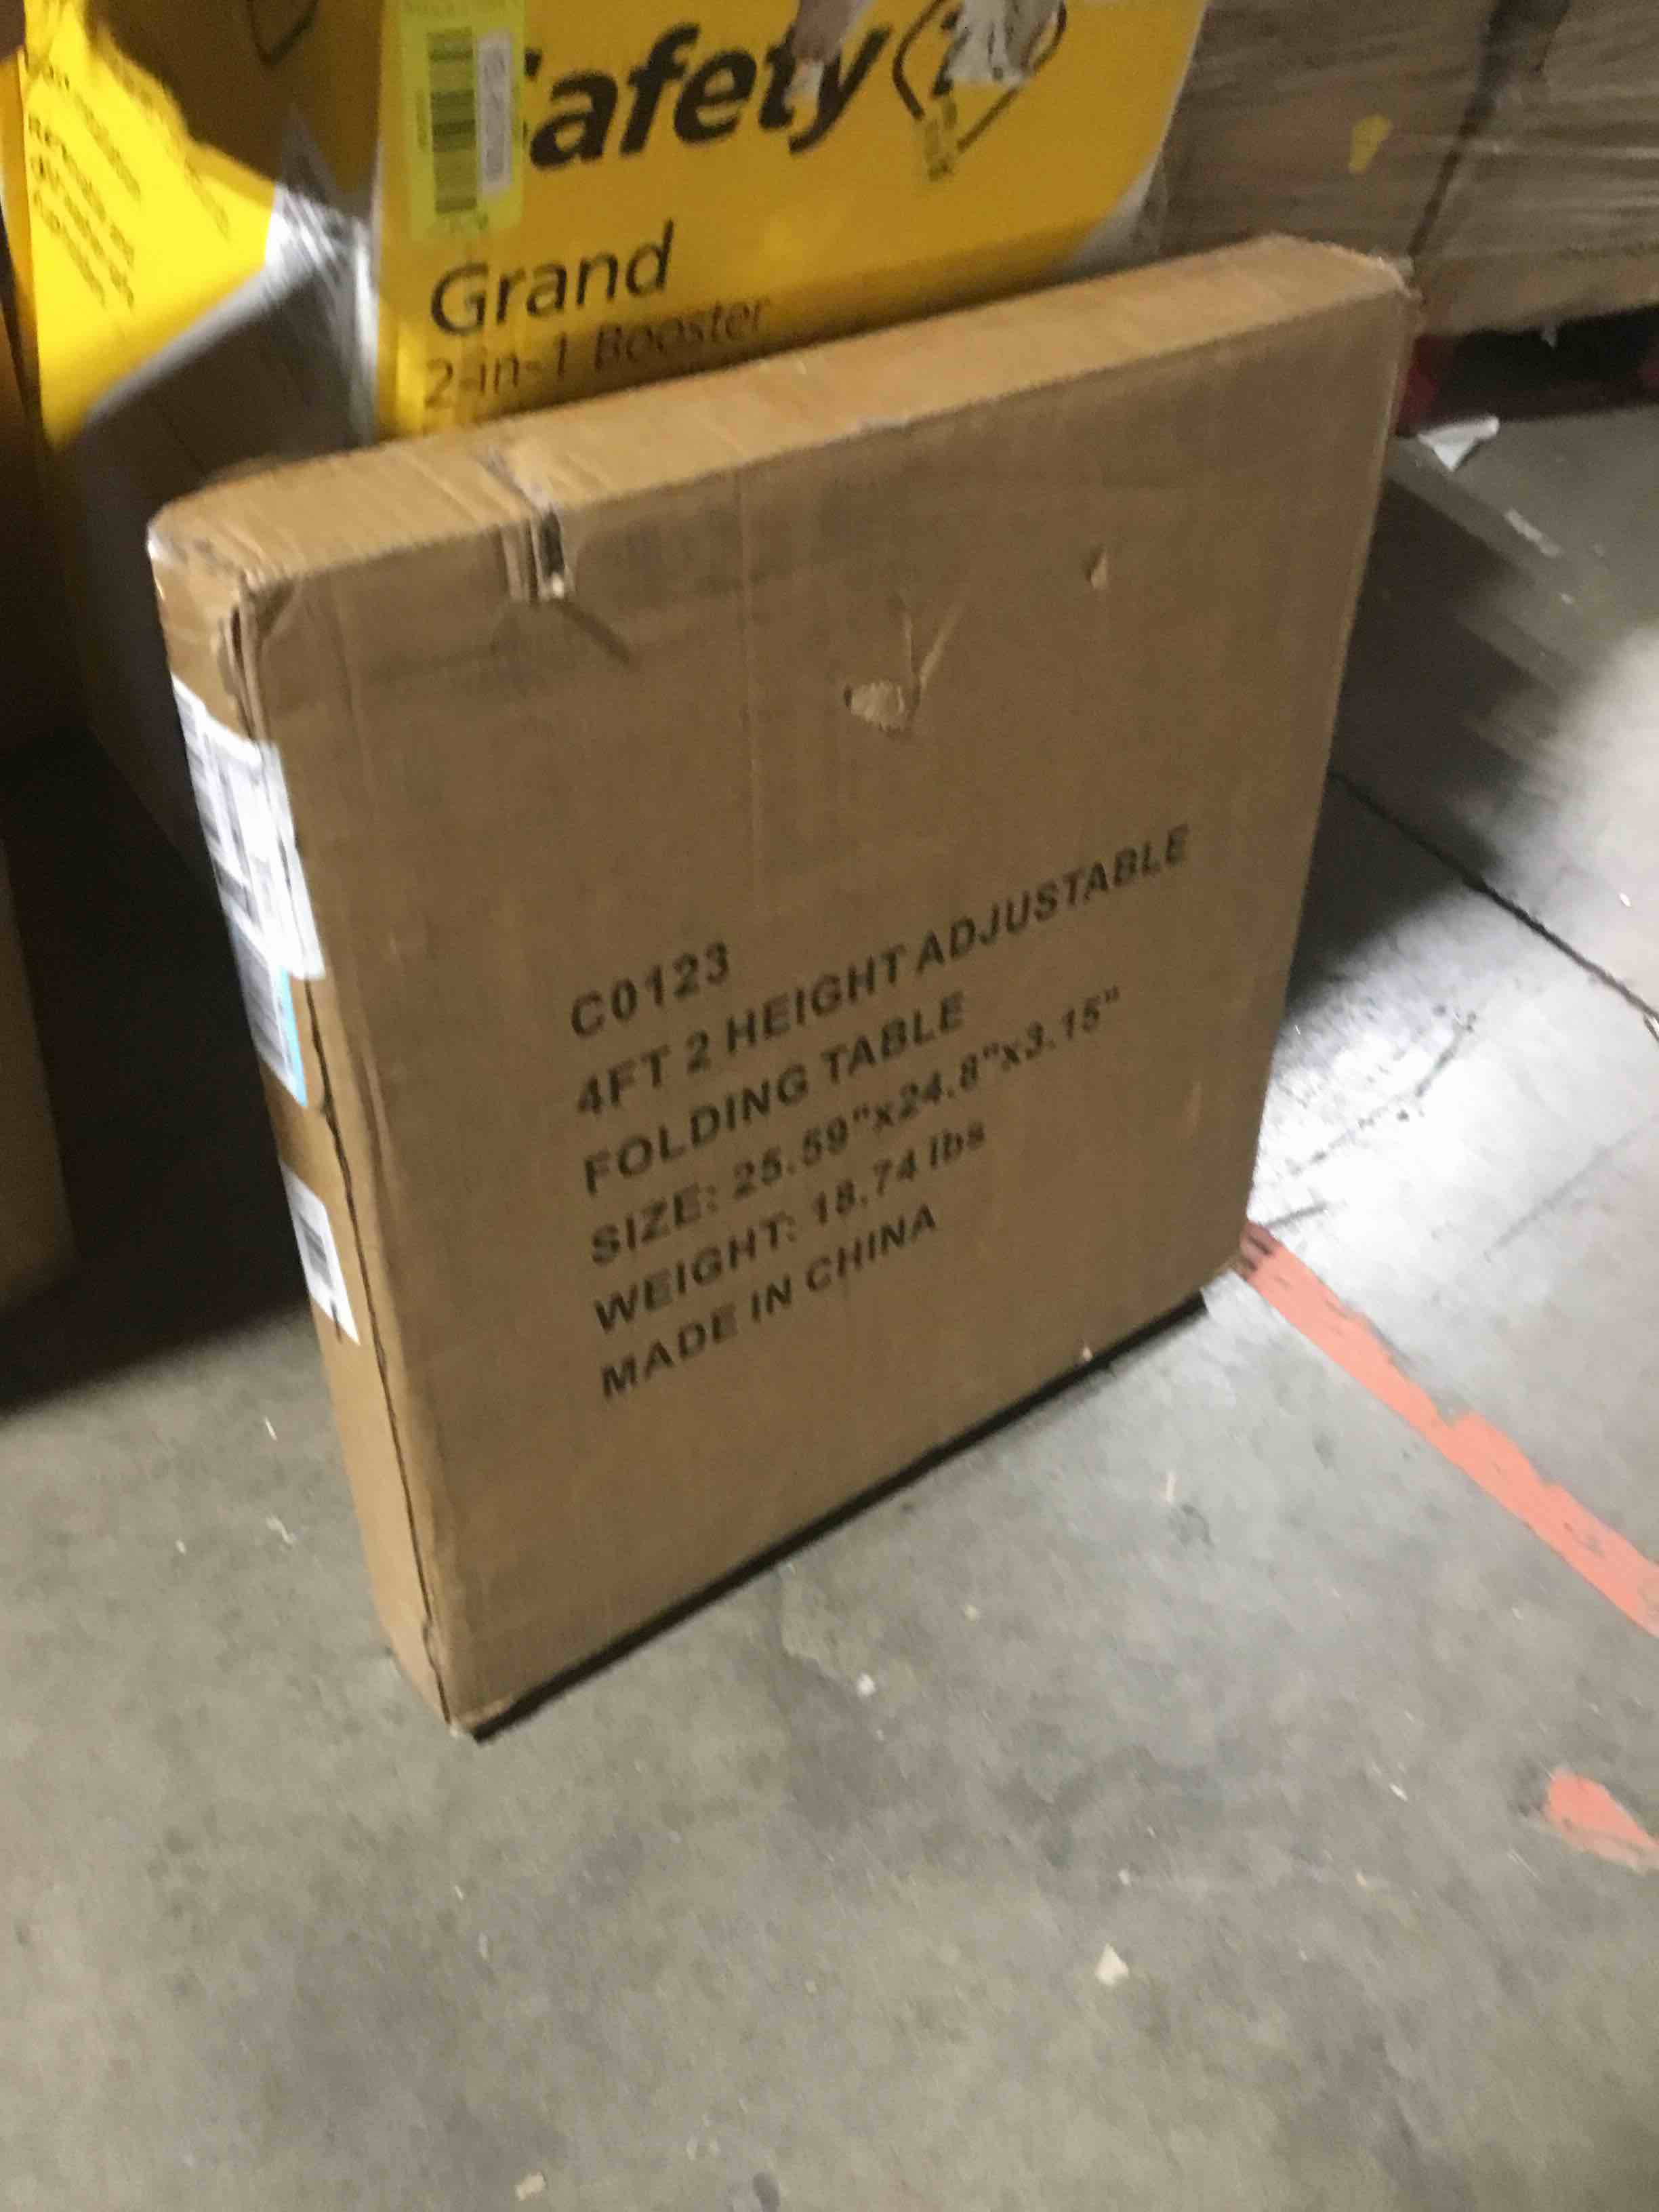 afety
Grand
2-in-1 Booster
C0123
4FT 2 HEIGHT ADJUSTABLE
FOLDING TABLE
SIZE: 25.59"x24.8"x3.15"
WEIGHT: 18.74 lbs
MADE IN CHINA